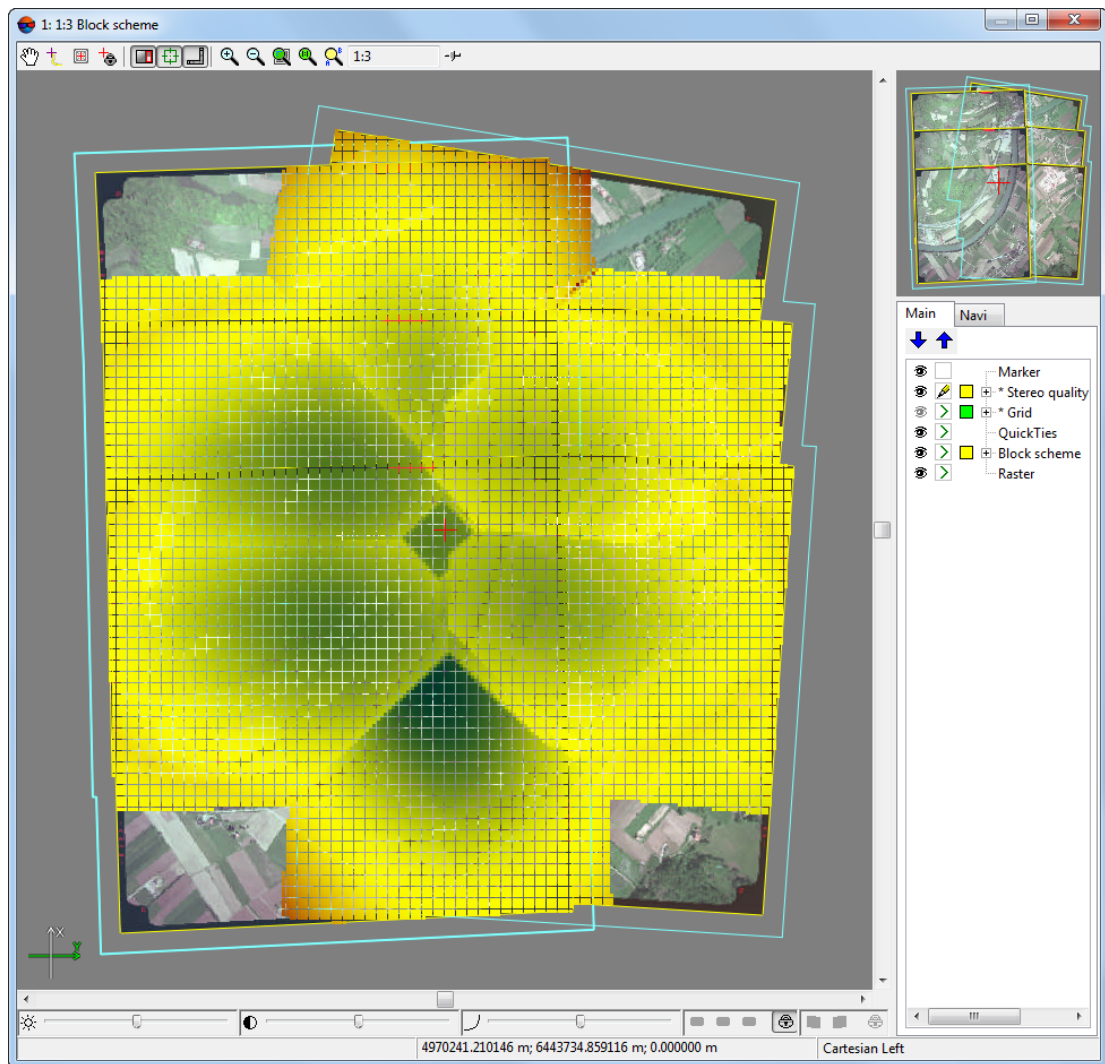 1: 1:3 Block scheme
1:3
Main
Navi
Marker
* Stereo quality
* Grid
QuickTies
Block scheme
Raster
X
Y
4970241.210146 m; 6443734.859116 m; 0.000000 m
Cartesian Left